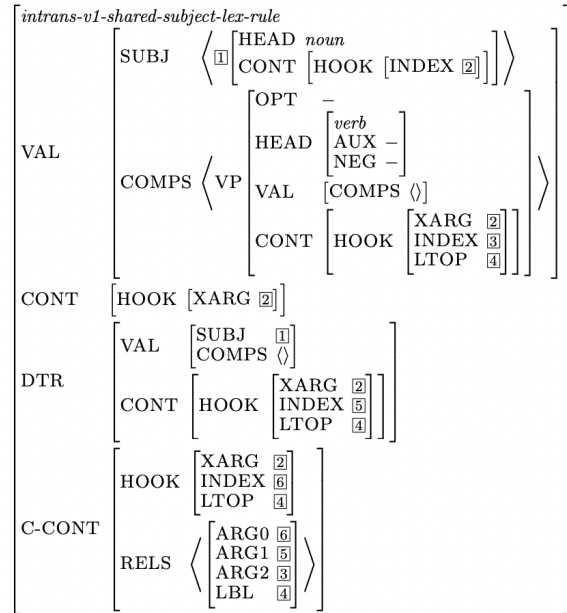 intrans-v1-shared-subject-lex-rule
SUBJ ⟨ 1 [HEAD noun
CONT [HOOK [INDEX 2]]] ⟩
VAL
COMPS ⟨ VP
OPT −
HEAD [verb
AUX −
NEG −]
VAL [COMPS ⟨⟩]
CONT [HOOK [XARG 2
INDEX 3
LTOP 4]] ⟩
CONT [HOOK [XARG 2]]
DTR
VAL [SUBJ 1
COMPS ⟨⟩]
CONT [HOOK [XARG 2
INDEX 5
LTOP 4]]
C-CONT
HOOK [XARG 2
INDEX 6
LTOP 4]
RELS ⟨ [ARG0 6
ARG1 5
ARG2 3
LBL 4] ⟩